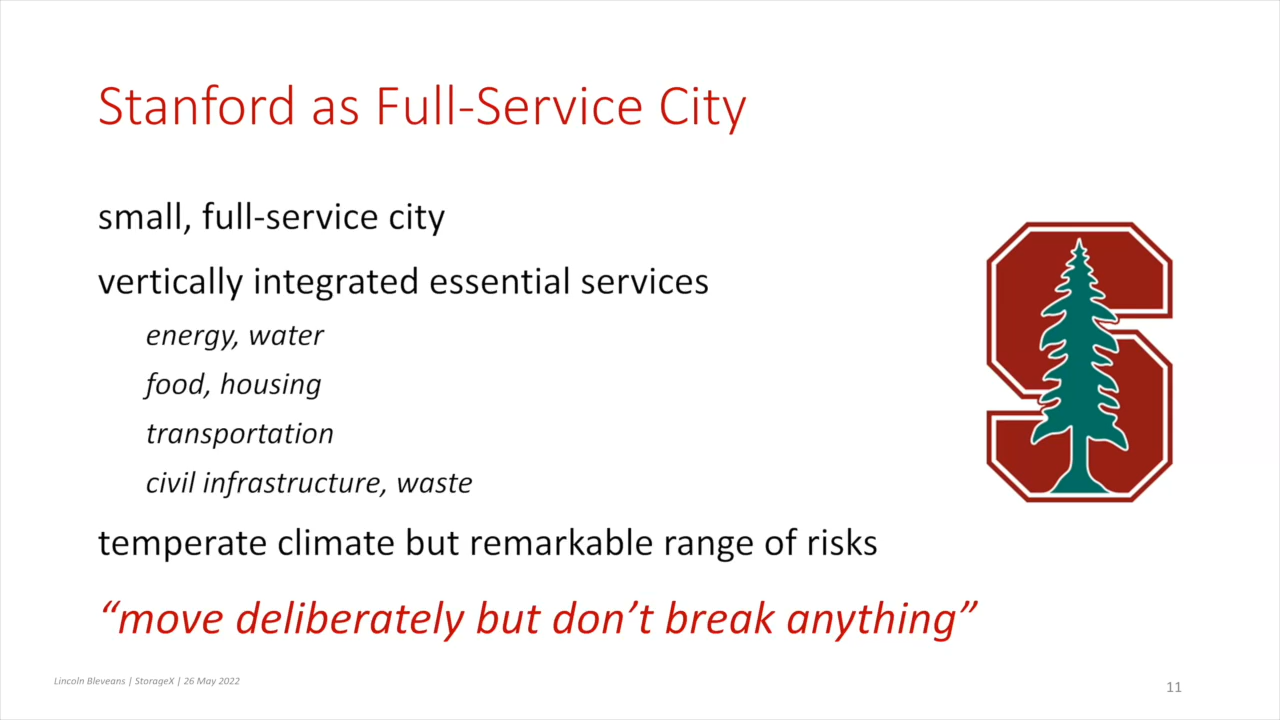 Stanford as Full-Service City
small, full-service city
vertically integrated essential services
energy, water
food, housing
transportation
civil infrastructure, waste
temperate climate but remarkable range of risks
“move deliberately but don’t break anything”
Lincoln Bleveans | StorageX | 26 May 2022
11